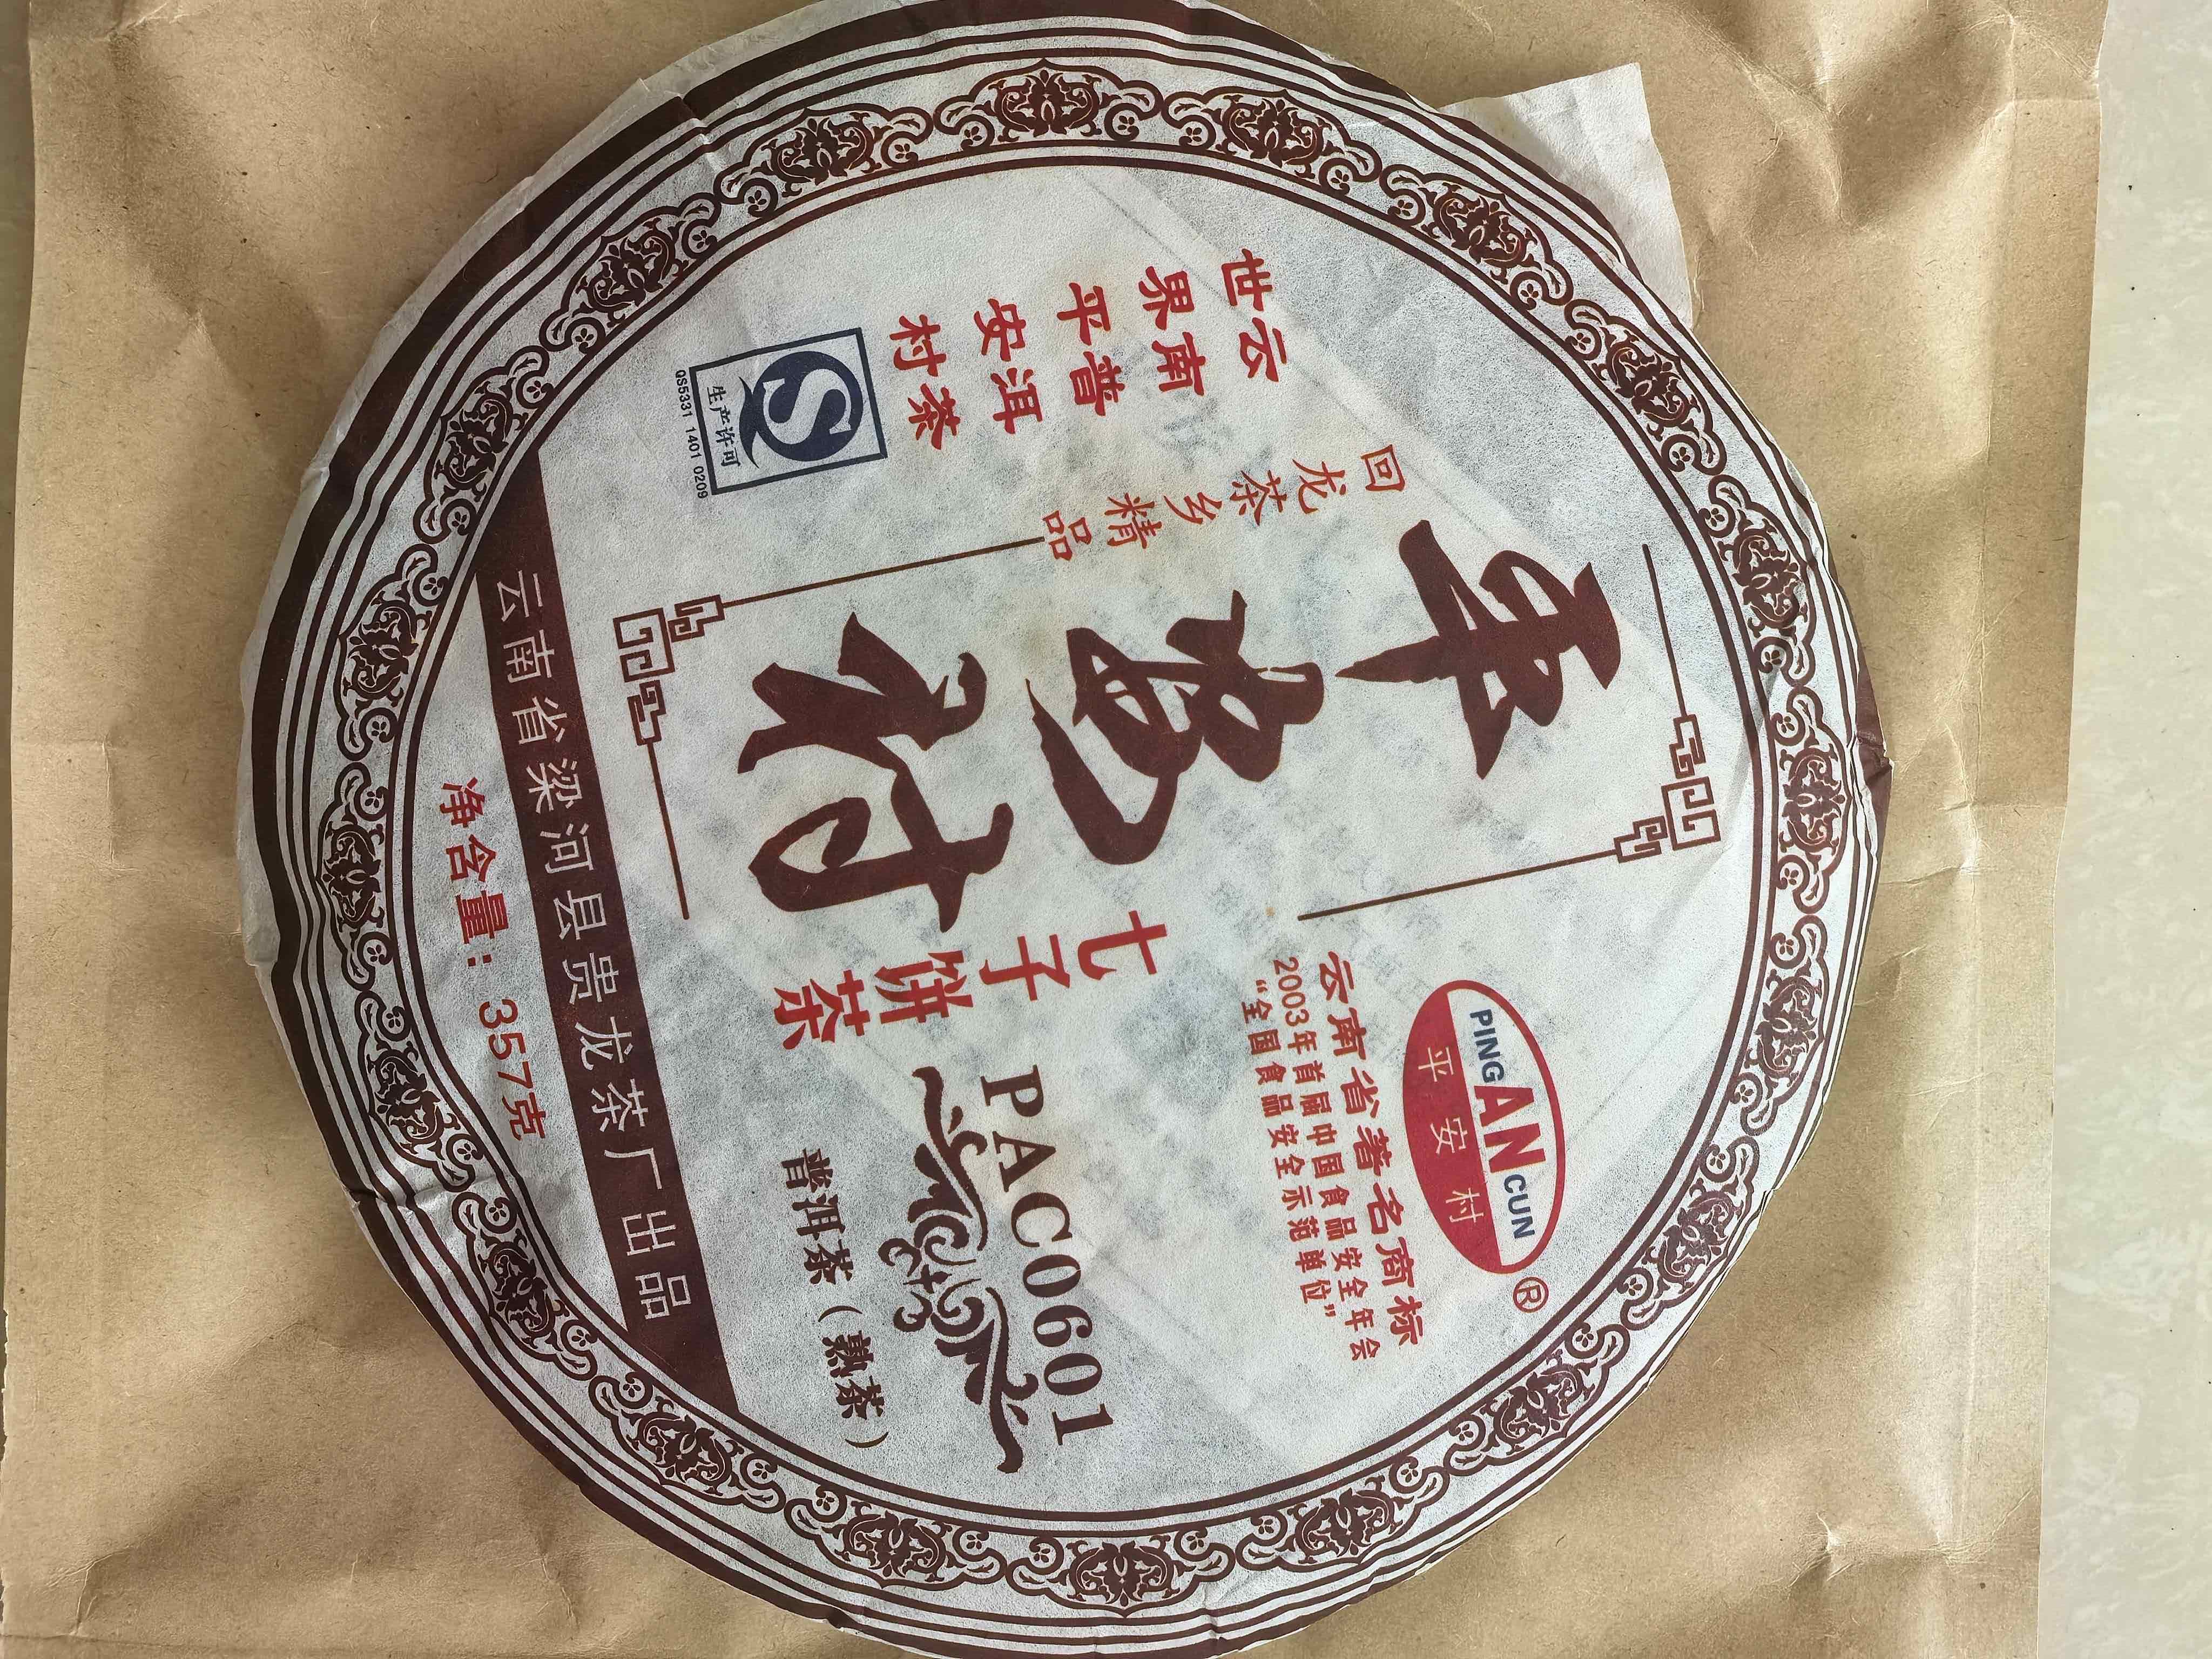 PINGANCUN
平安村
®
云南省著名商标
2003年首届中国食品安全年会
“全国食品安全示范单位”
世界平安村
云南普洱茶
回龙茶乡精品
平安村
七子饼茶
PAC0601
普洱茶（熟茶）
生产许可
QS5331 1401 0209
云南省梁河县贵龙茶厂出品
净含量：357克